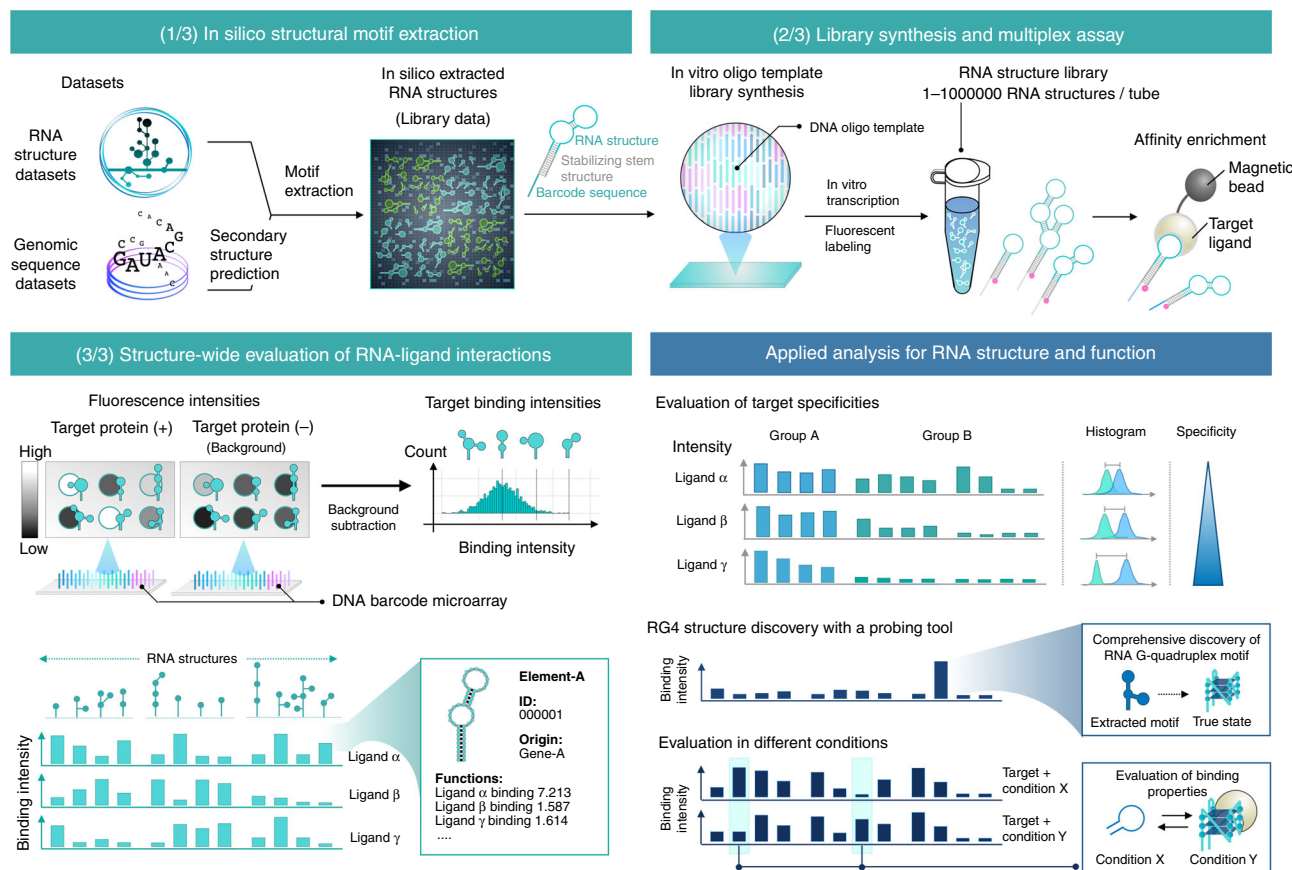 (1/3) In silico structural motif extraction
Datasets
RNA
structure
datasets
Genomic
sequence
datasets
C A C A G
C C G
GAUAC
A A C
Secondary
structure
prediction
Motif
extraction
In silico extracted
RNA structures
(Library data)
RNA structure
Stabilizing stem
structure
Barcode sequence
(2/3) Library synthesis and multiplex assay
In vitro oligo template
library synthesis
DNA oligo template
In vitro
transcription
Fluorescent
labeling
RNA structure library
1–1000000 RNA structures / tube
Affinity enrichment
Magnetic
bead
Target
ligand
(3/3) Structure-wide evaluation of RNA-ligand interactions
Fluorescence intensities
Target protein (+)
Target protein (–)
(Background)
High
Low
Background
subtraction
Target binding intensities
Count
Binding intensity
DNA barcode microarray
RNA structures
Binding intensity
Ligand α
Ligand β
Ligand γ
Element-A
ID:
000001
Origin:
Gene-A
Functions:
Ligand α binding 7.213
Ligand β binding 1.587
Ligand γ binding 1.614
....
Applied analysis for RNA structure and function
Evaluation of target specificities
Intensity
Group A
Group B
Histogram
Specificity
Ligand α
Ligand β
Ligand γ
RG4 structure discovery with a probing tool
Binding
intensity
Comprehensive discovery of
RNA G-quadruplex motif
Extracted motif
True state
Evaluation in different conditions
Binding
intensity
Target +
condition X
Binding
intensity
Target +
condition Y
Evaluation of binding
properties
Condition X
Condition Y